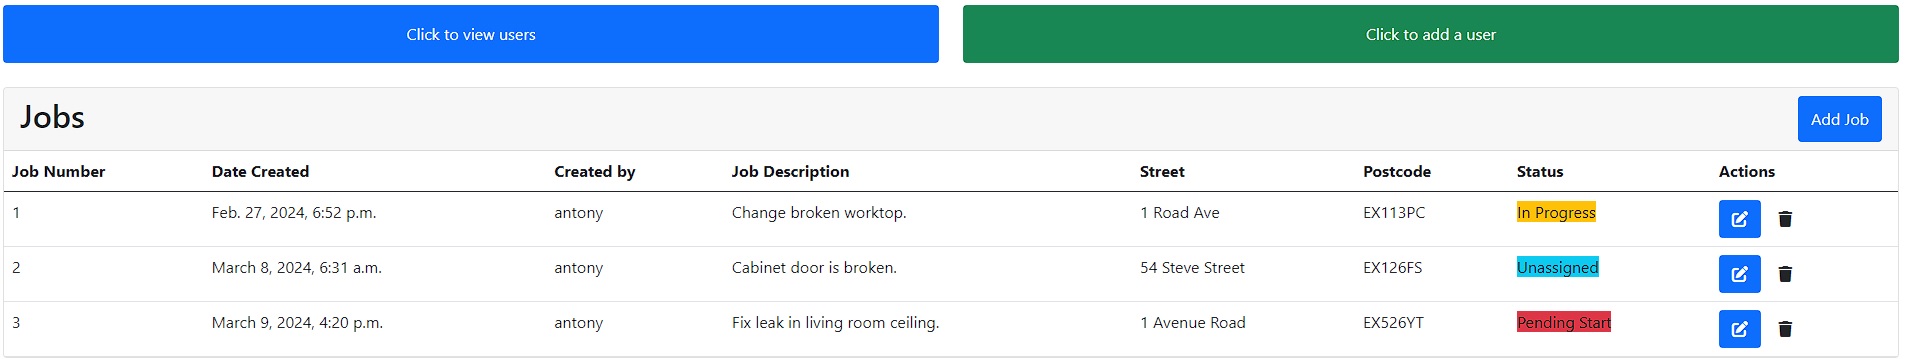 Click to view users
Click to add a user
Jobs
Add Job
Job Number Date Created Created by Job Description Street Postcode Status Actions
1 Feb. 27, 2024, 6:52 p.m. antony Change broken worktop. 1 Road Ave EX113PC In Progress
2 March 8, 2024, 6:31 a.m. antony Cabinet door is broken. 54 Steve Street EX126FS Unassigned
3 March 9, 2024, 4:20 p.m. antony Fix leak in living room ceiling. 1 Avenue Road EX526YT Pending Start